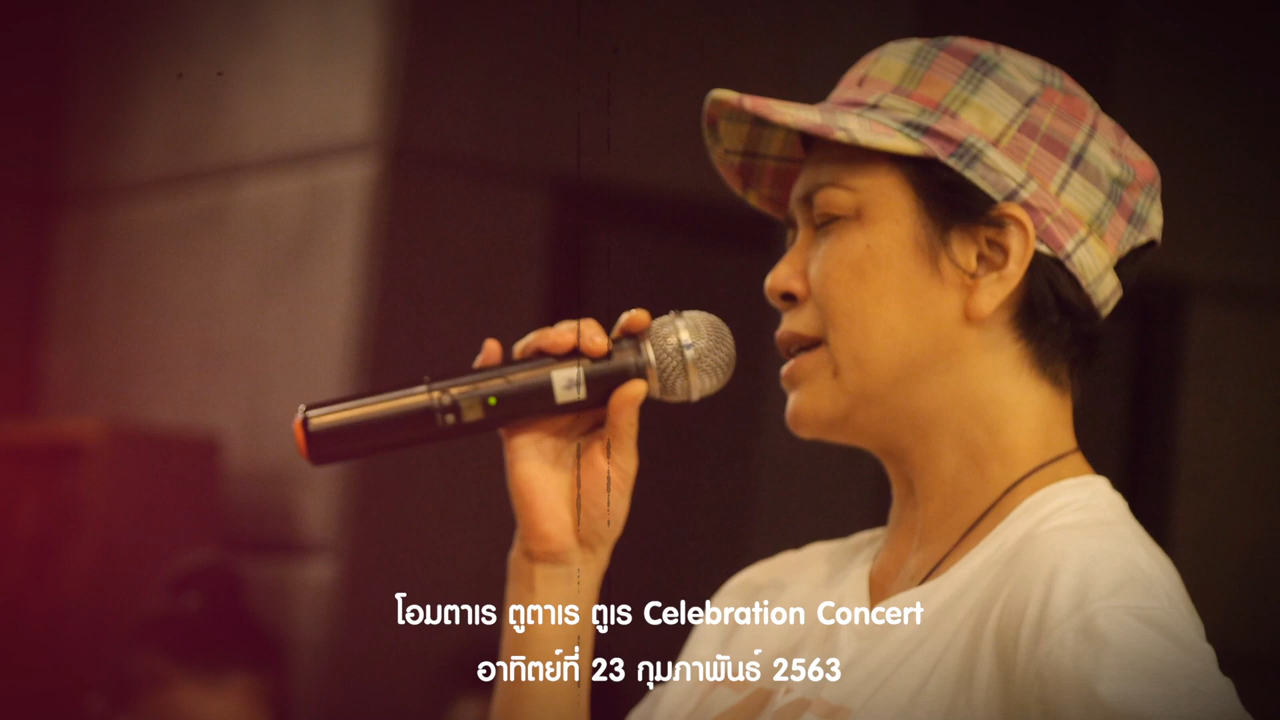 โอมตาเร ตูตาเร ตูเร Celebration Concert
อาทิตย์ที่ 23 กุมภาพันธ์ 2563